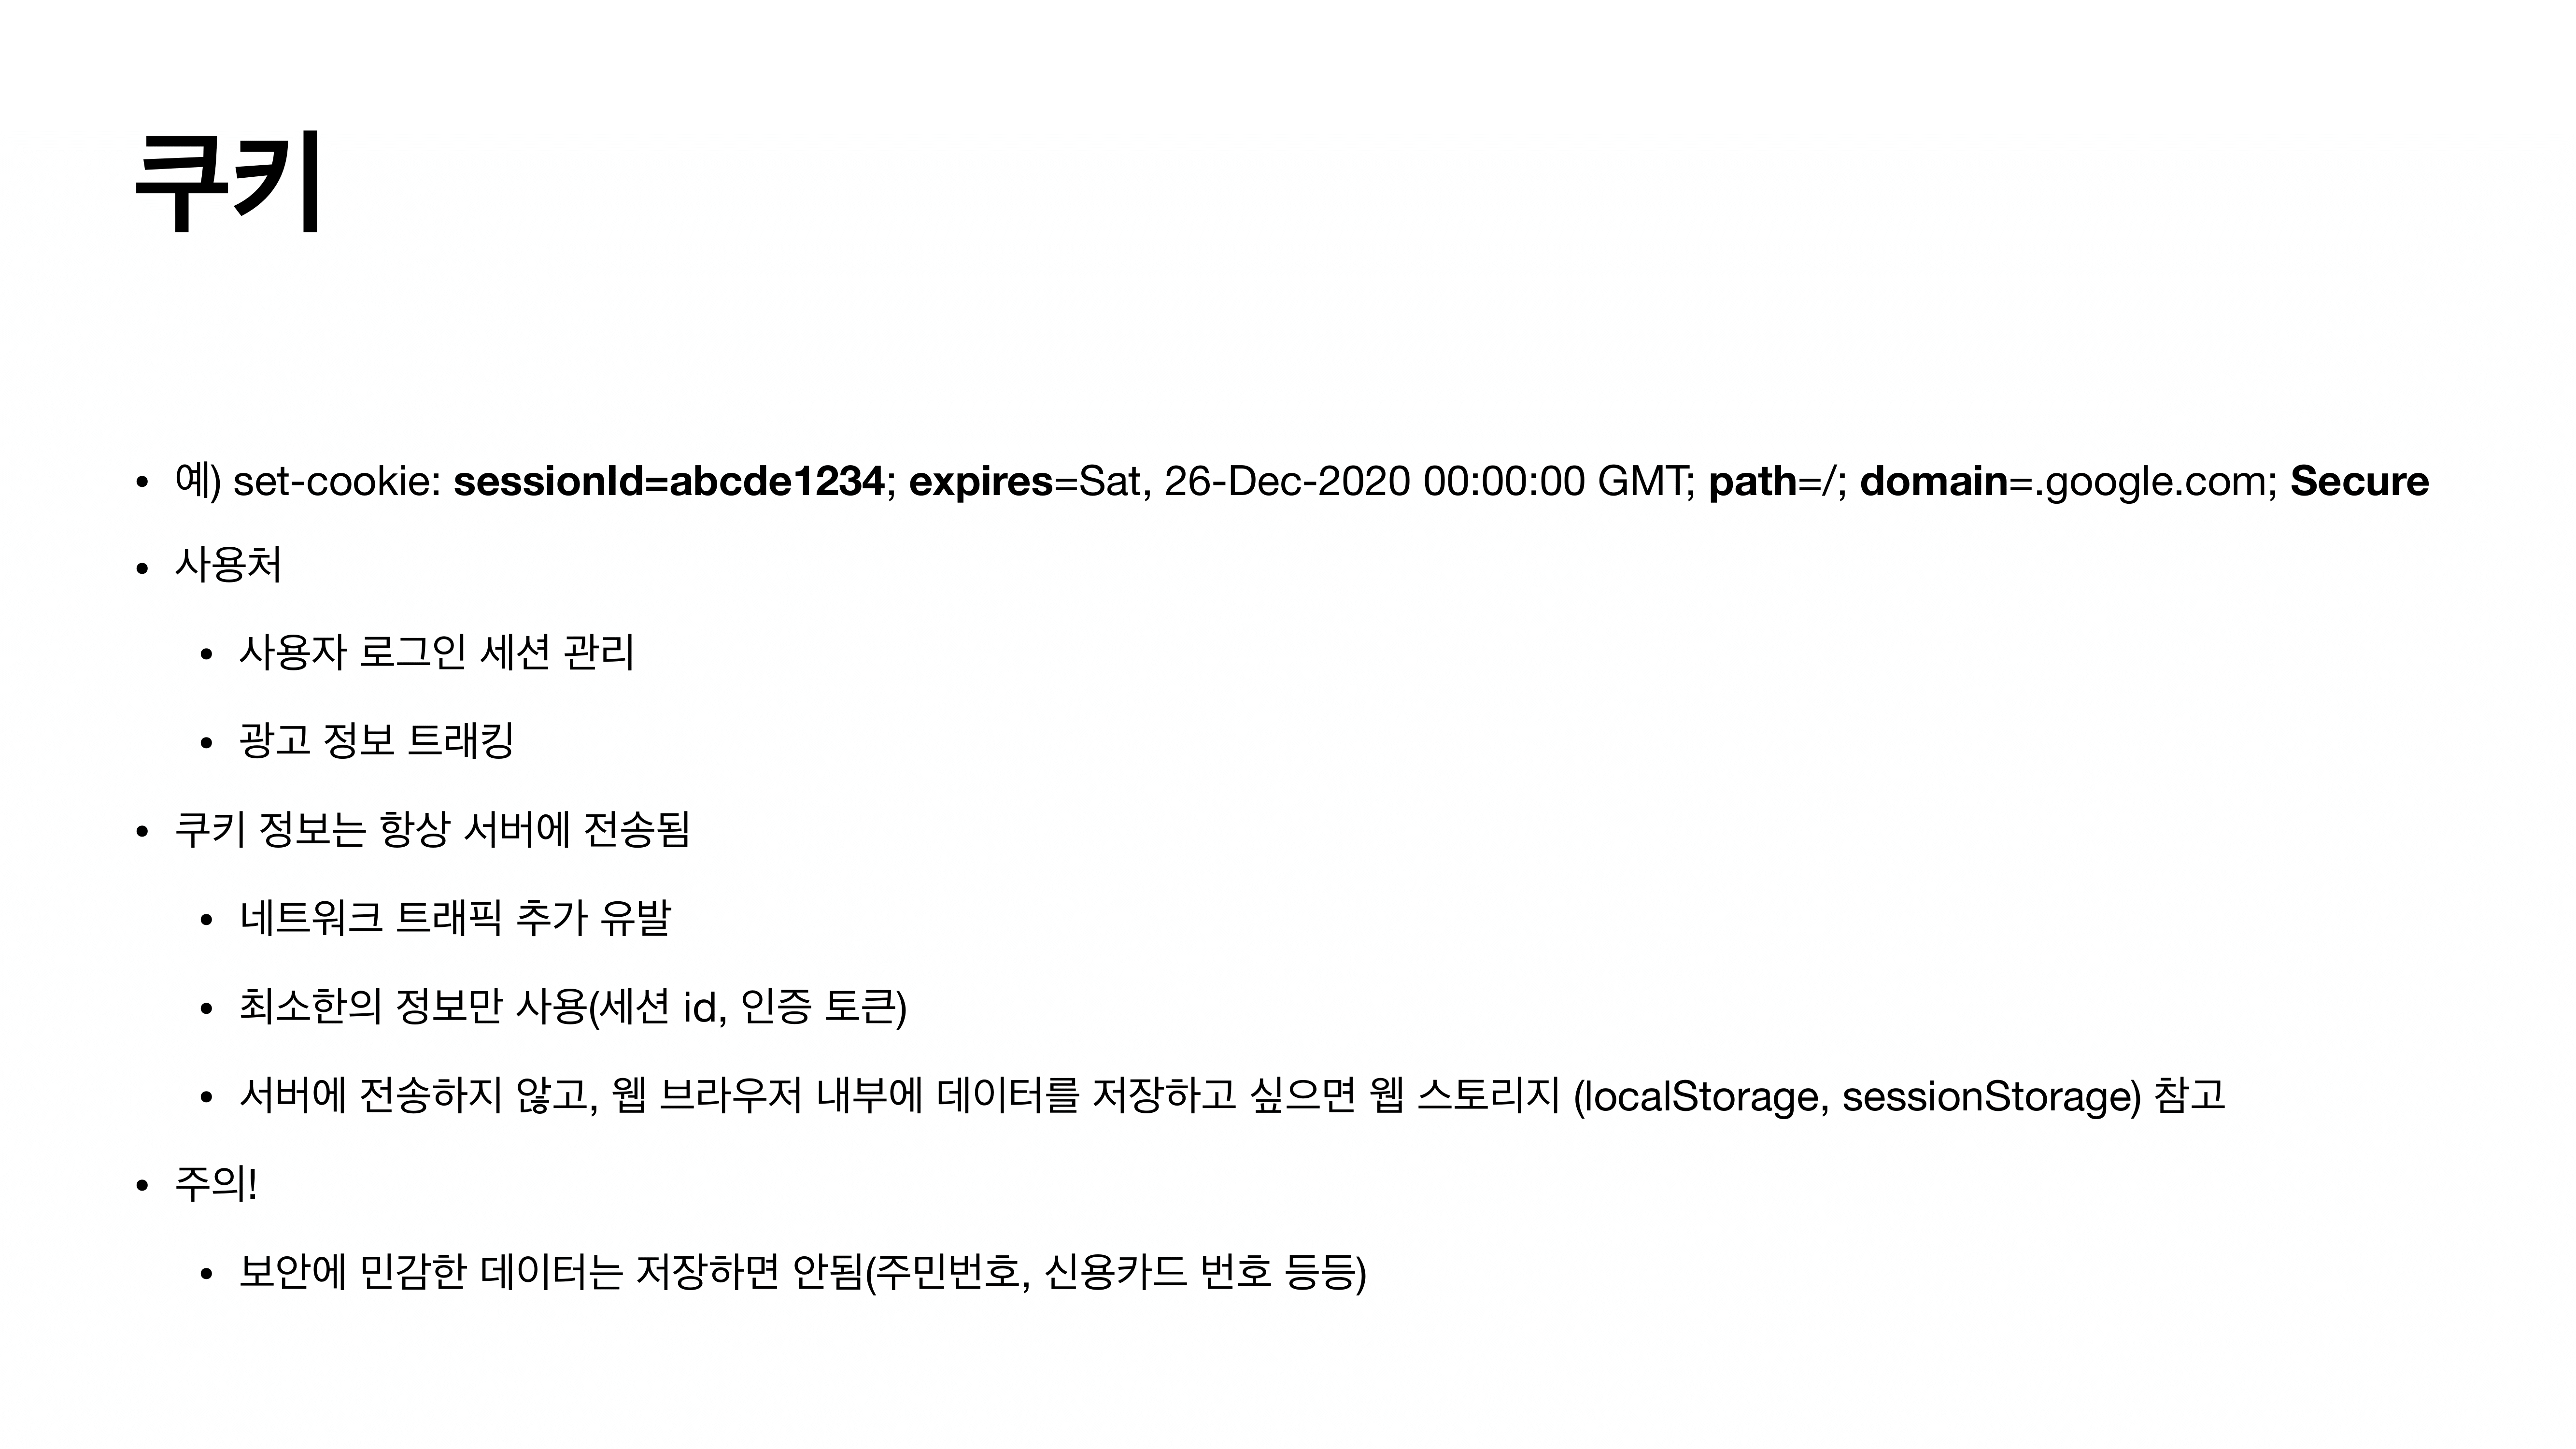 쿠키
• 예) set-cookie: sessionId=abcde1234; expires=Sat, 26-Dec-2020 00:00:00 GMT; path=/; domain=.google.com; Secure
• 사용처
• 사용자 로그인 세션 관리
• 광고 정보 트래킹
• 쿠키 정보는 항상 서버에 전송됨
• 네트워크 트래픽 추가 유발
• 최소한의 정보만 사용(세션 id, 인증 토큰)
• 서버에 전송하지 않고, 웹 브라우저 내부에 데이터를 저장하고 싶으면 웹 스토리지 (localStorage, sessionStorage) 참고
• 주의!
• 보안에 민감한 데이터는 저장하면 안됨(주민번호, 신용카드 번호 등등)